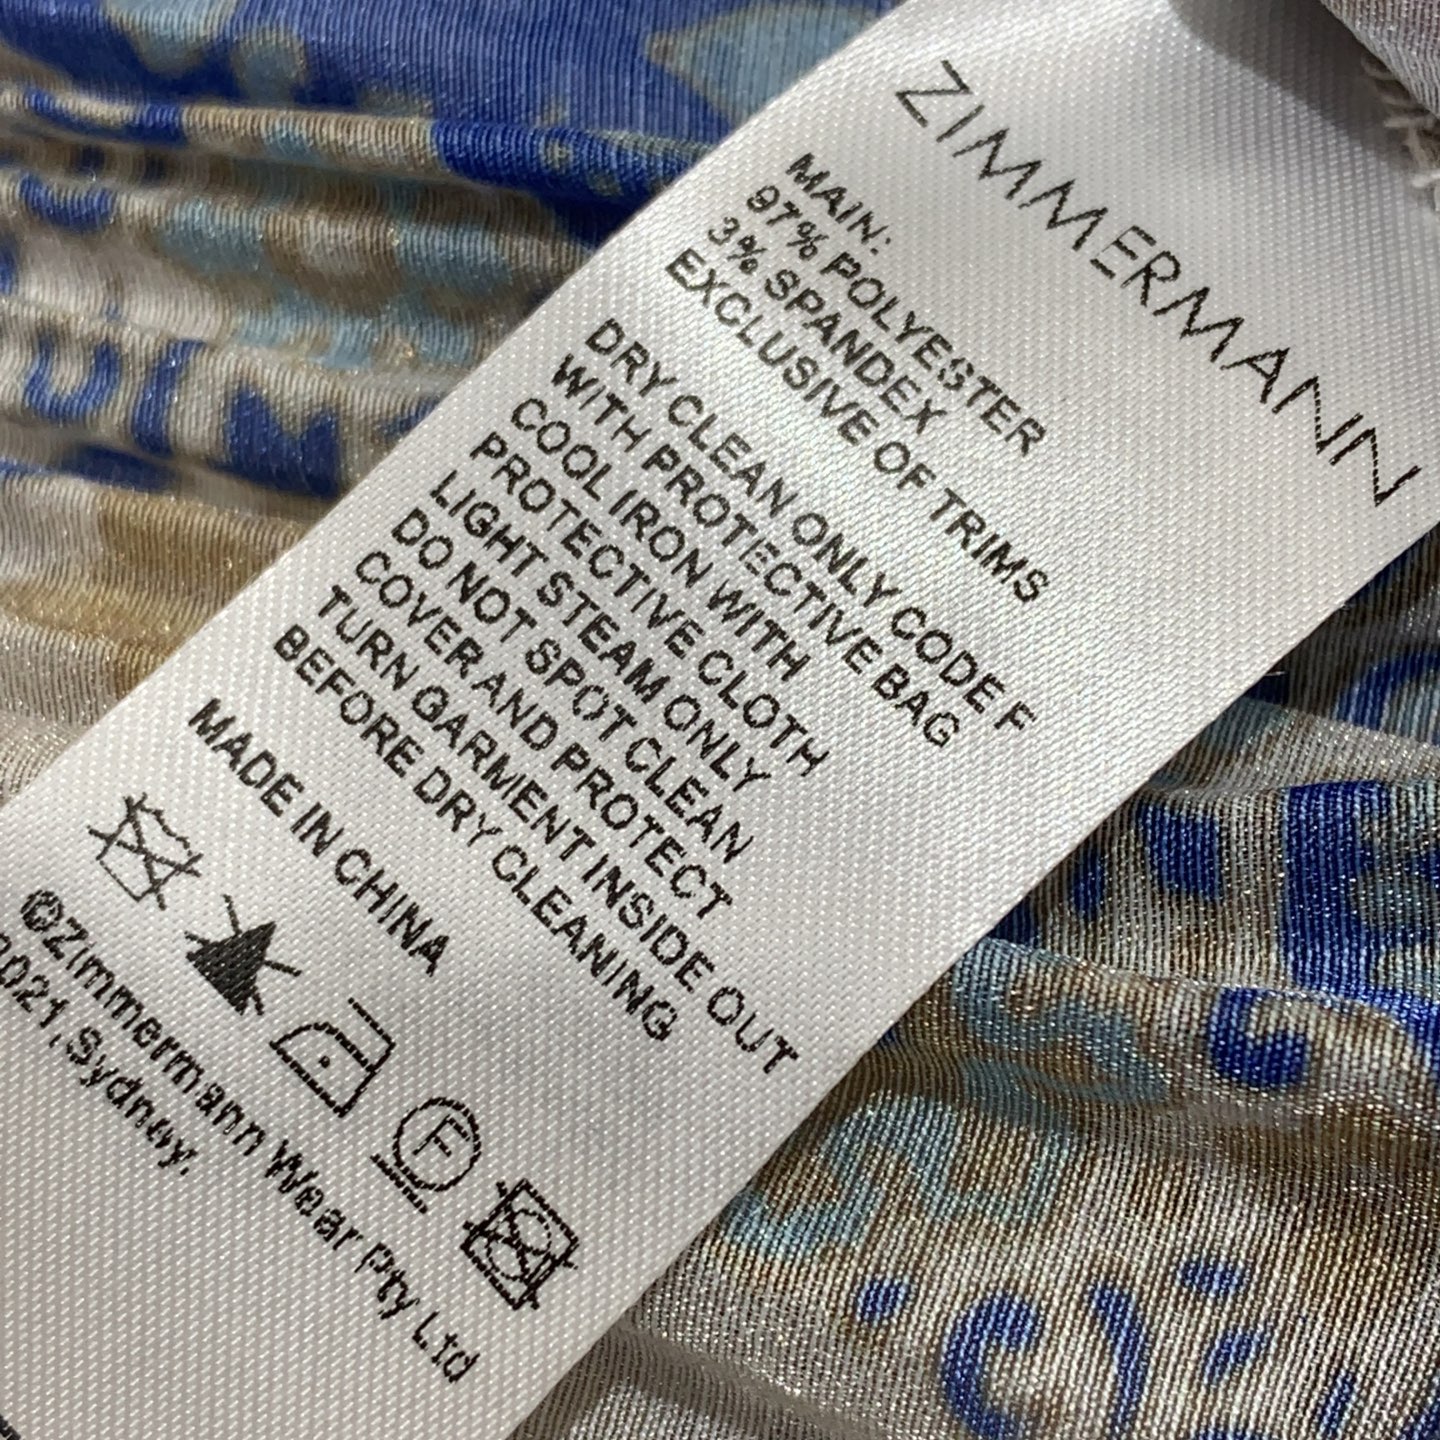 ZIMMERMANN
MAIN:
97% POLYESTER
3% SPANDEX
EXCLUSIVE OF TRIMS
DRY CLEAN ONLY CODE F
WITH PROTECTIVE BAG
COOL IRON WITH
PROTECTIVE CLOTH
LIGHT STEAM ONLY
DO NOT SPOT CLEAN
COVER AND PROTECT
TURN GARMENT INSIDE OUT
BEFORE DRY CLEANING
MADE IN CHINA
F
©Zimmermann Wear Pty Ltd
2021,Sydney.